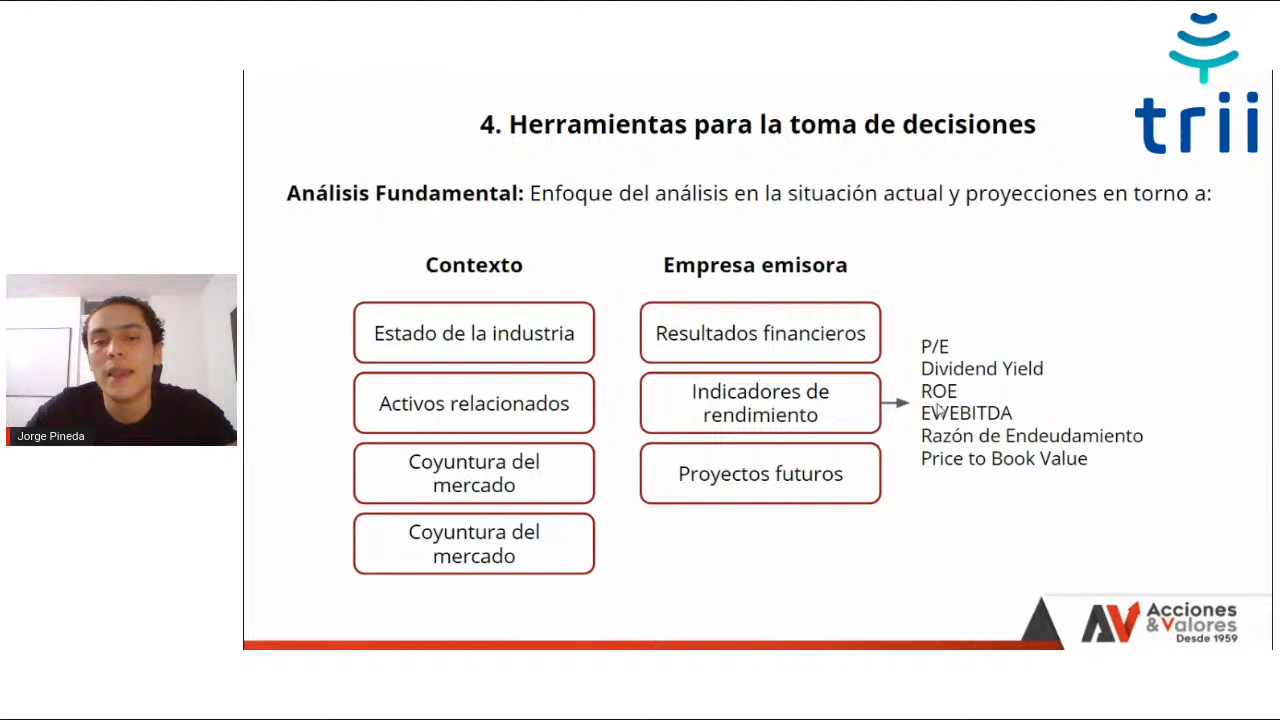 trii
4. Herramientas para la toma de decisiones
Análisis Fundamental: Enfoque del análisis en la situación actual y proyecciones en torno a:
Contexto
Estado de la industria
Activos relacionados
Coyuntura del
mercado
Coyuntura del
mercado
Empresa emisora
Resultados financieros
Indicadores de
rendimiento
Proyectos futuros
P/E
Dividend Yield
ROE
EV/EBITDA
Razón de Endeudamiento
Price to Book Value
Jorge Pineda
AV Acciones
& Valores
Desde 1959